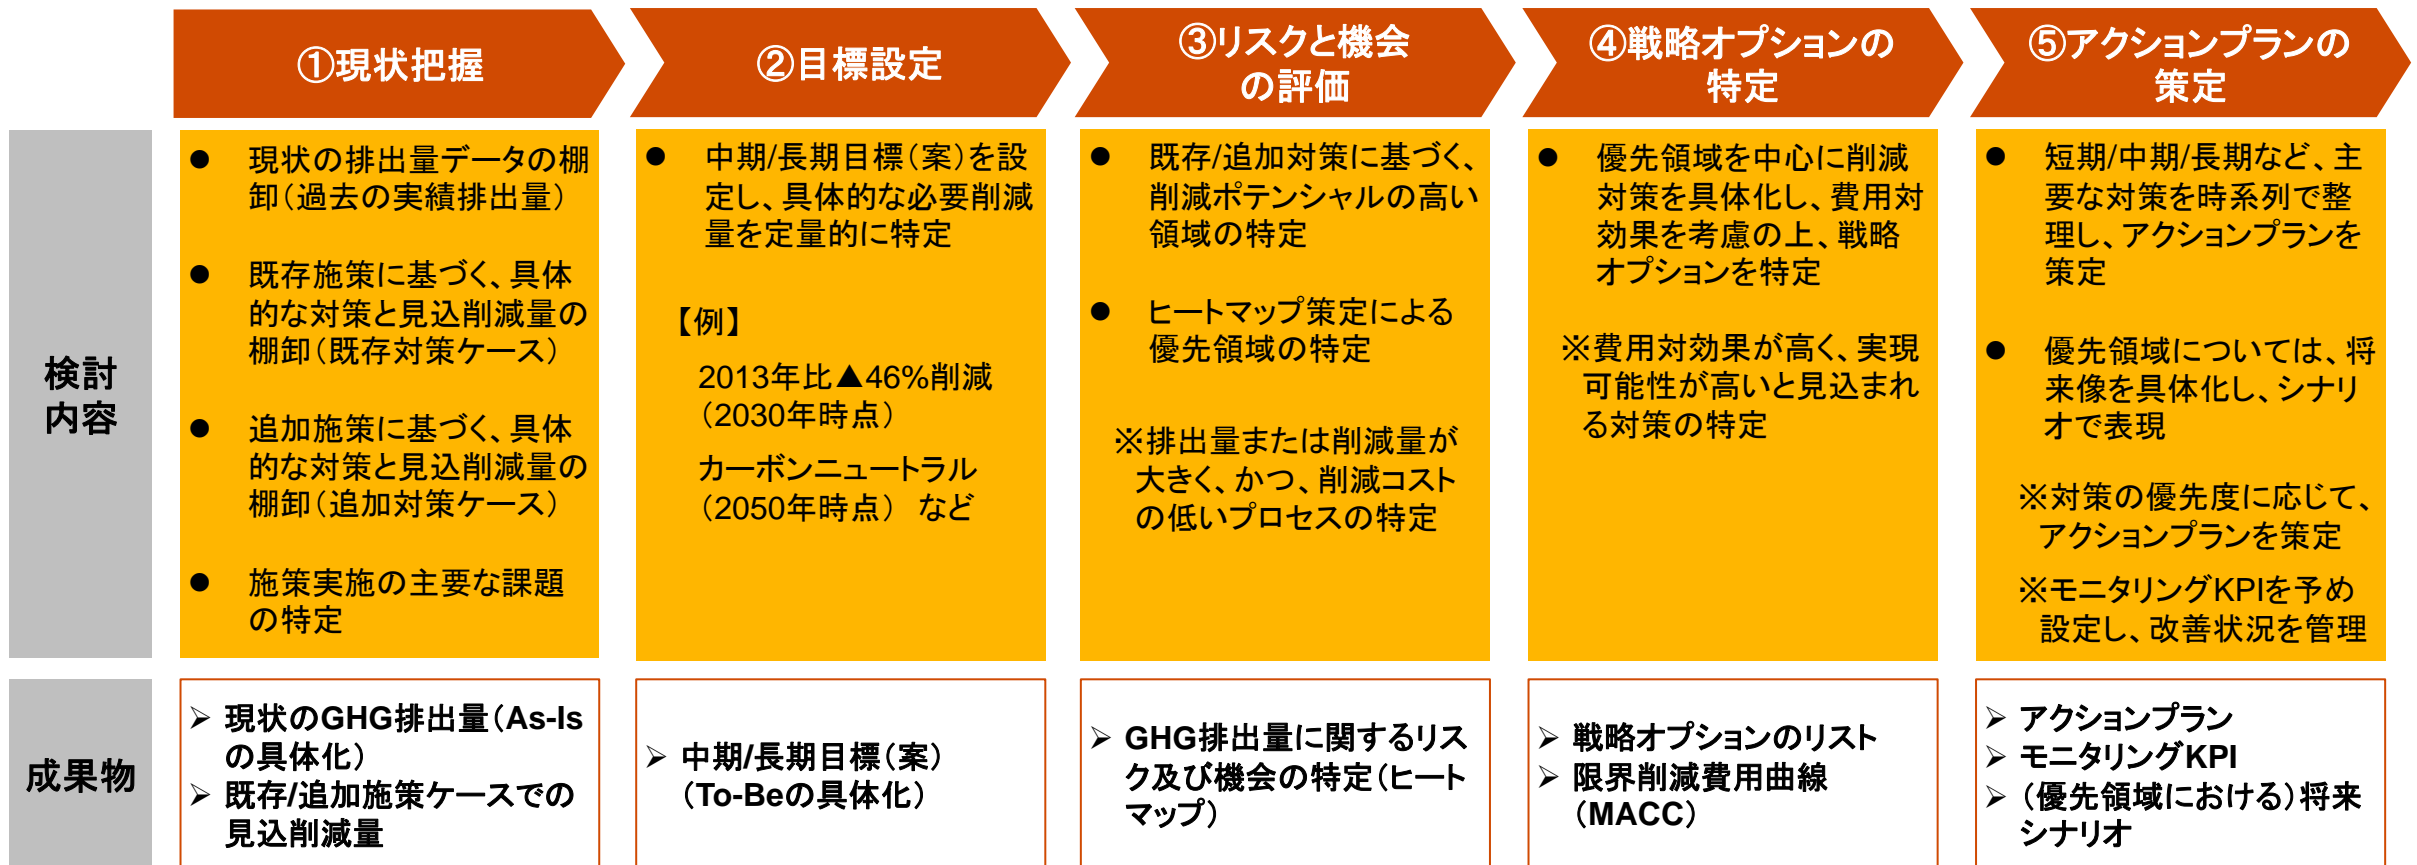 ①現状把握
②目標設定
③リスクと機会
の評価
④戦略オプションの
特定
⑤アクションプランの
策定
検討
内容
● 現状の排出量データの棚
卸（過去の実績排出量）
● 既存施策に基づく、具体
的な対策と見込削減量の
棚卸（既存対策ケース）
● 追加施策に基づく、具体
的な対策と見込削減量の
棚卸（追加対策ケース）
● 施策実施の主要な課題
の特定
● 中期/長期目標（案）を設
定し、具体的な必要削減
量を定量的に特定
【例】
2013年比▲46%削減
（2030年時点）
カーボンニュートラル
（2050年時点） など
● 既存/追加対策に基づく、
削減ポテンシャルの高い
領域の特定
● ヒートマップ策定による
優先領域の特定
※排出量または削減量が
大きく、かつ、削減コスト
の低いプロセスの特定
● 優先領域を中心に削減
対策を具体化し、費用対
効果を考慮の上、戦略
オプションを特定
※費用対効果が高く、実現
可能性が高いと見込まれ
る対策の特定
● 短期/中期/長期など、主
要な対策を時系列で整
理し、アクションプランを
策定
● 優先領域については、将
来像を具体化し、シナリ
オで表現
※対策の優先度に応じて、
アクションプランを策定
※モニタリングKPIを予め
設定し、改善状況を管理
成果物
➢ 現状のGHG排出量（As-Is
の具体化）
➢ 既存/追加施策ケースでの
見込削減量
➢ 中期/長期目標（案）
（To-Beの具体化）
➢ GHG排出量に関するリス
ク及び機会の特定（ヒート
マップ）
➢ 戦略オプションのリスト
➢ 限界削減費用曲線
（MACC）
➢ アクションプラン
➢ モニタリングKPI
➢ （優先領域における）将来
シナリオ